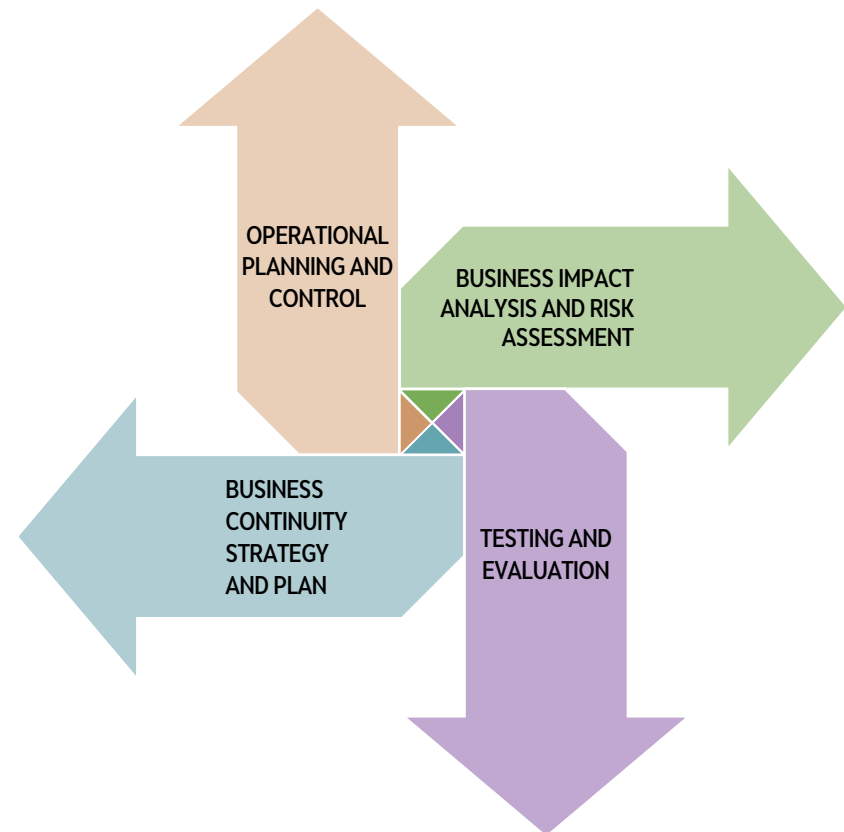 OPERATIONAL
PLANNING AND
CONTROL
BUSINESS IMPACT
ANALYSIS AND RISK
ASSESSMENT
BUSINESS
CONTINUITY
STRATEGY
AND PLAN
TESTING AND
EVALUATION